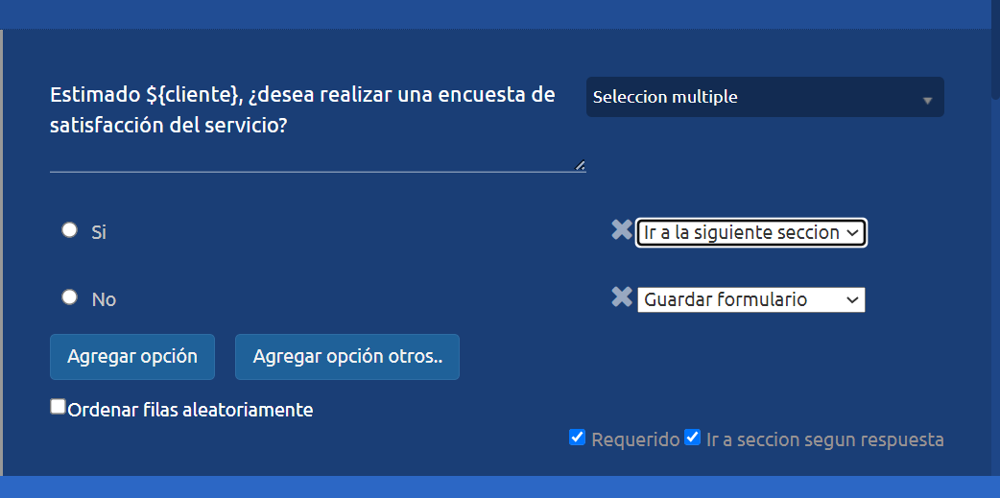 Estimado ${cliente}, ¿desea realizar una encuesta de
satisfacción del servicio?
Seleccion multiple
Si
Ir a la siguiente seccion
No
Guardar formulario
Agregar opción
Agregar opción otros..
Ordenar filas aleatoriamente
Requerido
Ir a seccion segun respuesta